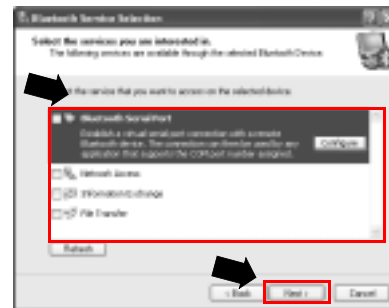 Bluetooth Service Selection
Select the services you are interested in.
The following services are available through the selected Bluetooth Device.
the service that you want to access on the selected device
Bluetooth Serial Port
Establish a virtual serial port connection with a remote
Bluetooth device. The connection can then be used by any
application that supports the COM port number assigned.
Configure
Network Access
Information Exchange
File Transfer
Refresh
< Back
Next >
Cancel